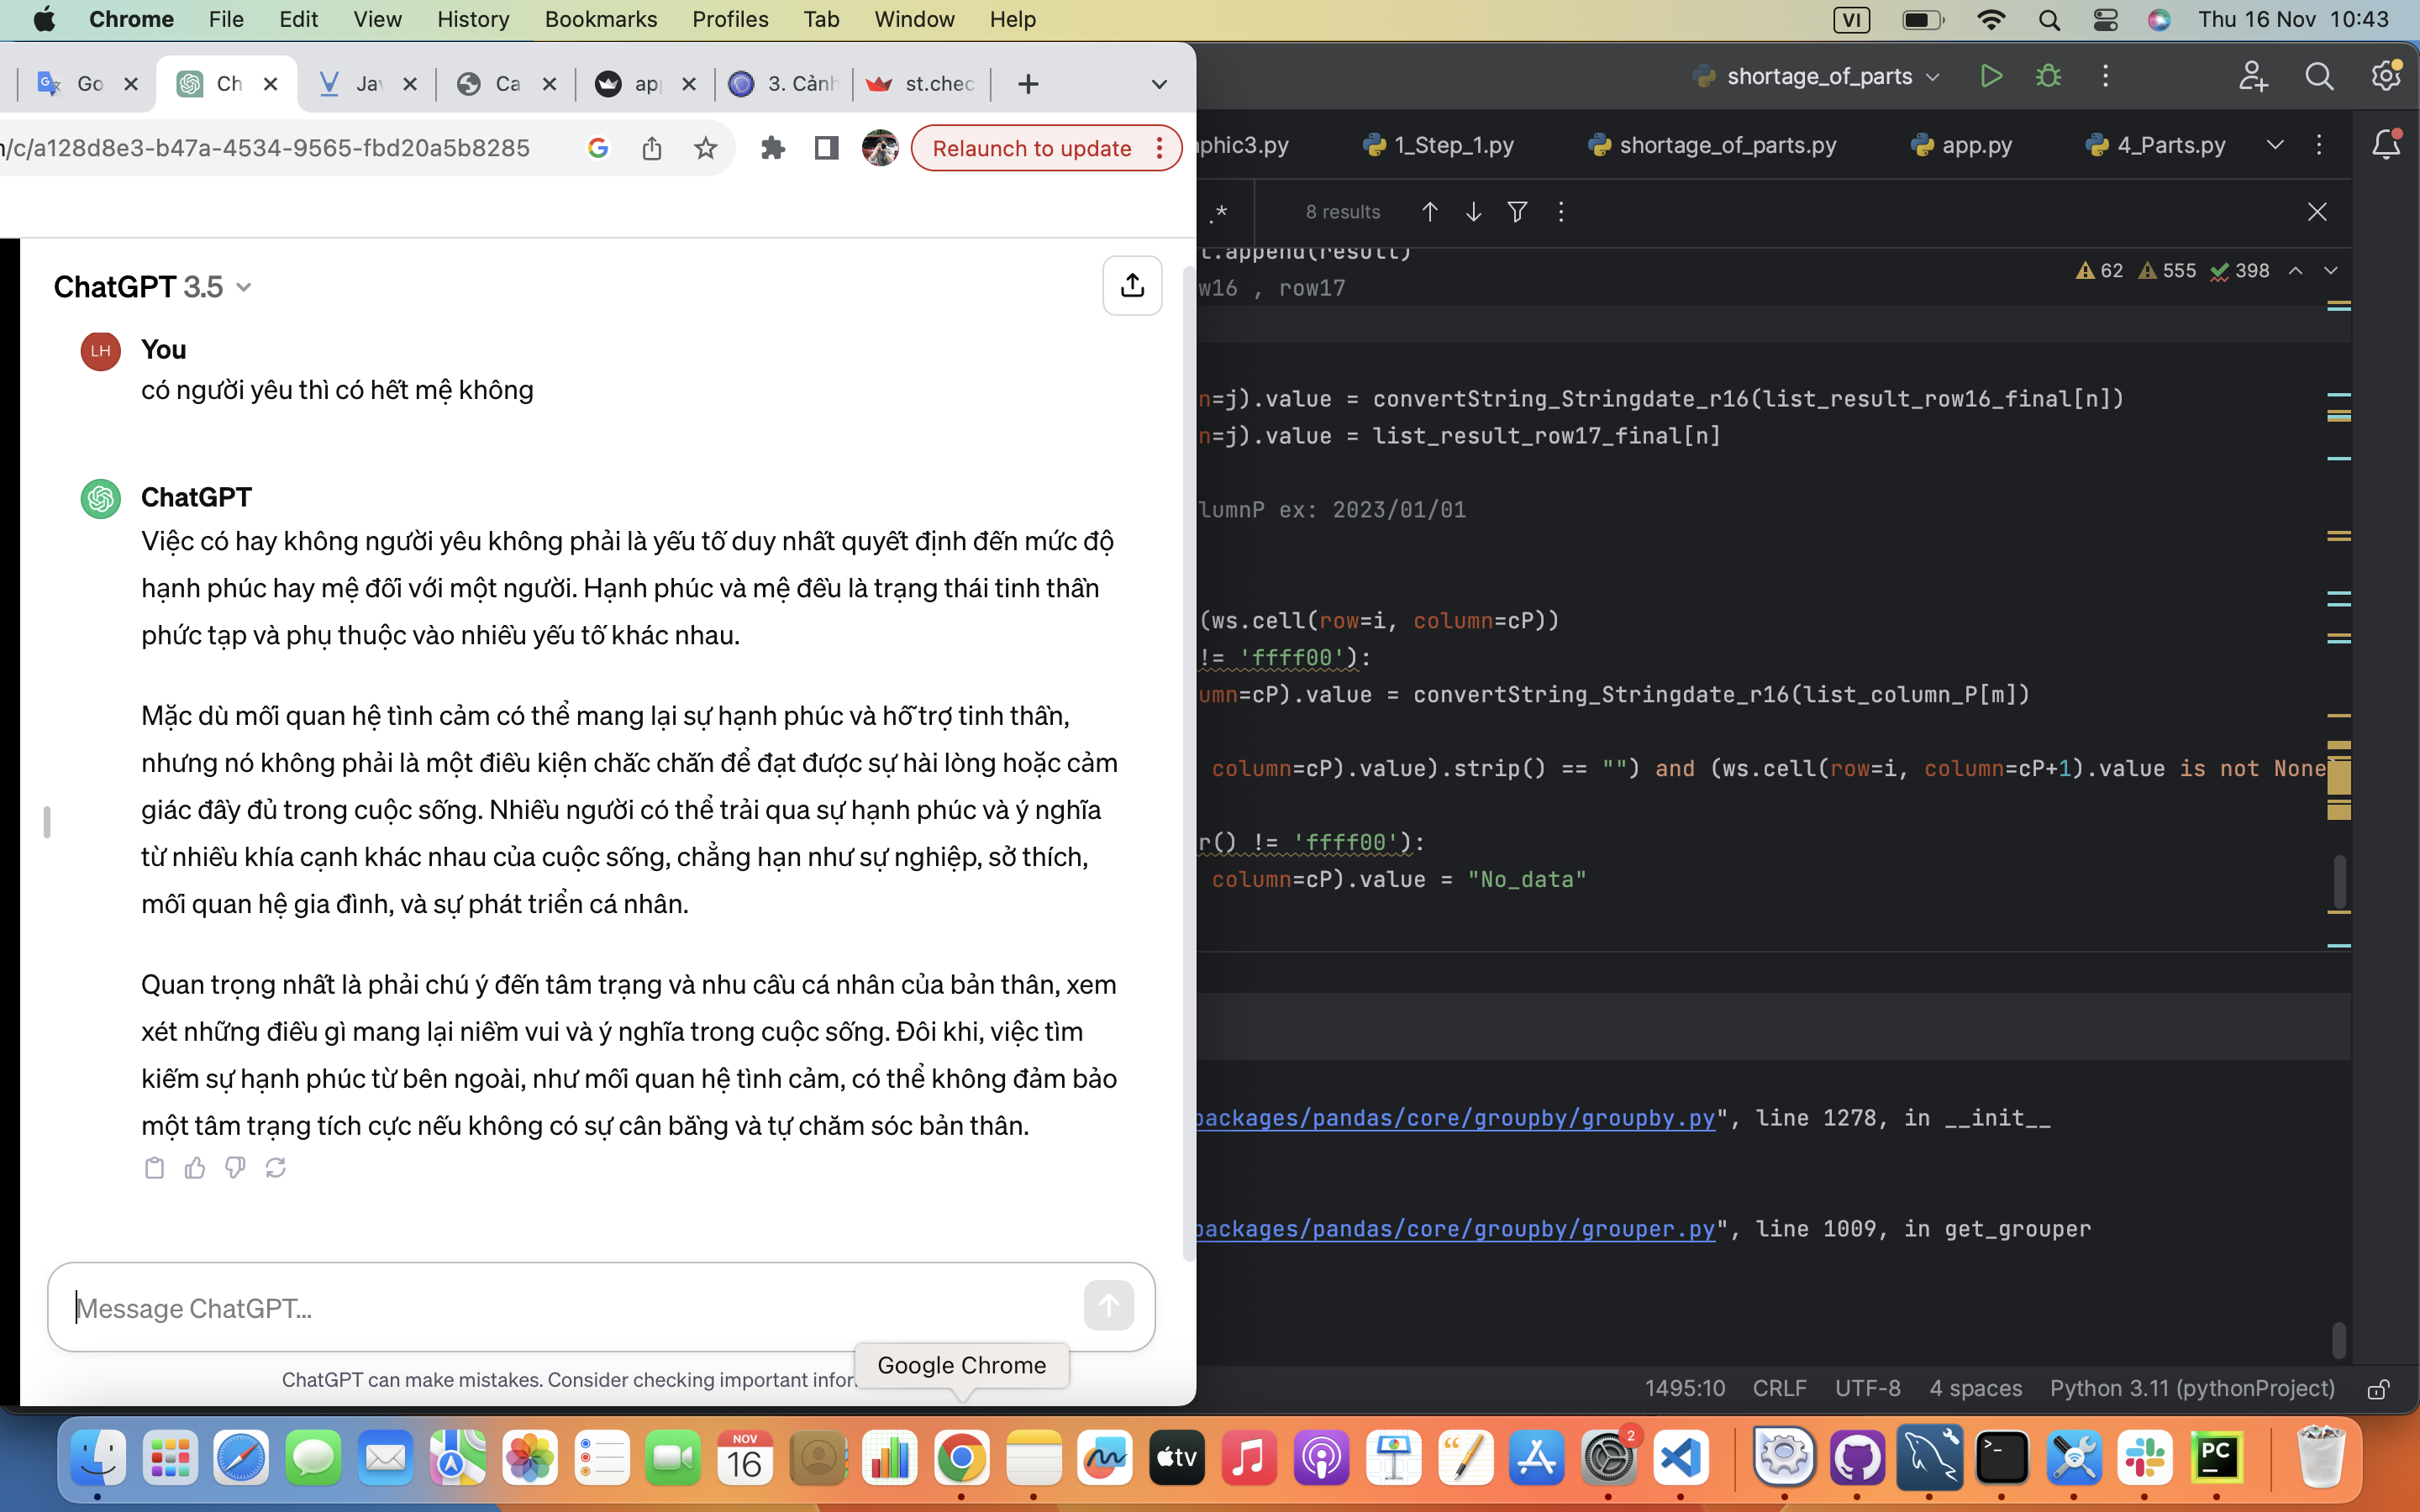 Chrome File Edit View History Bookmarks Profiles Tab Window Help VI Thu 16 Nov 10:43
Go Ch Ja Ca ap 3. Cảnh st.chec
/c/a128d8e3-b47a-4534-9565-fbd20a5b8285 Relaunch to update
ChatGPT 3.5
LH You
có người yêu thì có hết mệ không
ChatGPT
Việc có hay không người yêu không phải là yếu tố duy nhất quyết định đến mức độ
hạnh phúc hay mệ đối với một người. Hạnh phúc và mệ đều là trạng thái tinh thần
phức tạp và phụ thuộc vào nhiều yếu tố khác nhau.
Mặc dù mối quan hệ tình cảm có thể mang lại sự hạnh phúc và hỗ trợ tinh thần,
nhưng nó không phải là một điều kiện chắc chắn để đạt được sự hài lòng hoặc cảm
giác đầy đủ trong cuộc sống. Nhiều người có thể trải qua sự hạnh phúc và ý nghĩa
từ nhiều khía cạnh khác nhau của cuộc sống, chẳng hạn như sự nghiệp, sở thích,
mối quan hệ gia đình, và sự phát triển cá nhân.
Quan trọng nhất là phải chú ý đến tâm trạng và nhu cầu cá nhân của bản thân, xem
xét những điều gì mang lại niềm vui và ý nghĩa trong cuộc sống. Đôi khi, việc tìm
kiếm sự hạnh phúc từ bên ngoài, như mối quan hệ tình cảm, có thể không đảm bảo
một tâm trạng tích cực nếu không có sự cân bằng và tự chăm sóc bản thân.
Message ChatGPT...
ChatGPT can make mistakes. Consider checking important infor
Google Chrome
shortage_of_parts
phic3.py 1_Step_1.py shortage_of_parts.py app.py 4_Parts.py
.* 8 results
t.append(result)
w16 , row17
62 555 398
n=j).value = convertString_Stringdate_r16(list_result_row16_final[n])
n=j).value = list_result_row17_final[n]
lumnP ex: 2023/01/01
(ws.cell(row=i, column=cP))
!= 'ffff00'):
umn=cP).value = convertString_Stringdate_r16(list_column_P[m])
column=cP).value).strip() == "") and (ws.cell(row=i, column=cP+1).value is not None
r() != 'ffff00'):
column=cP).value = "No_data"
packages/pandas/core/groupby/groupby.py", line 1278, in __init__
packages/pandas/core/groupby/grouper.py", line 1009, in get_grouper
1495:10 CRLF UTF-8 4 spaces Python 3.11 (pythonProject)
NOV
16
tv
2
PC